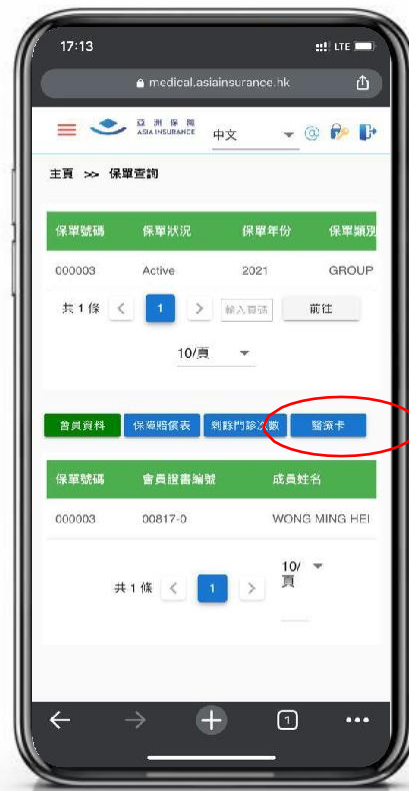 17:13 LTE
medical.asiainsurance.hk
亞洲保險
ASIA INSURANCE
中文
主頁 >> 保單查詢
保單號碼 保單狀況 保單年份 保單類別
000003 Active 2021 GROUP
共 1 條 < 1 > 輸入頁碼 前往
10/頁
會員資料 保障賠償表 剩餘門診次數 醫療卡
保單號碼 會員證書編號 成員姓名
000003 00817-0 WONG MING HEI
共 1 條 < 1 > 10/頁
1